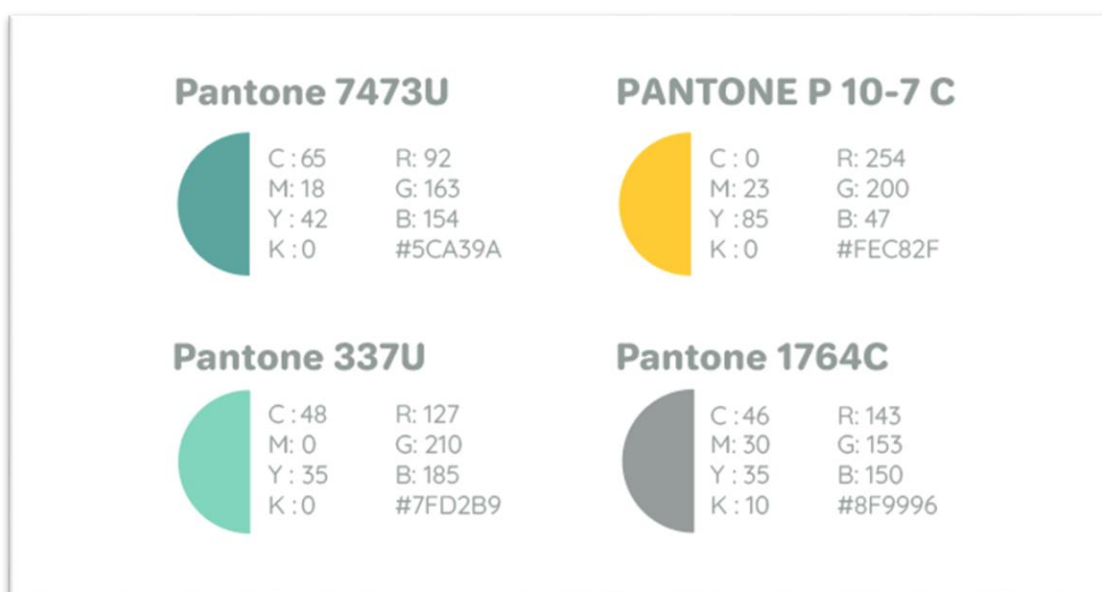 Pantone 7473U
C : 65 R: 92
M: 18 G: 163
Y : 42 B: 154
K : 0 #5CA39A
PANTONE P 10-7 C
C : 0 R: 254
M: 23 G: 200
Y :85 B: 47
K : 0 #FEC82F
Pantone 337U
C : 48 R: 127
M: 0 G: 210
Y : 35 B: 185
K : 0 #7FD2B9
Pantone 1764C
C : 46 R: 143
M: 30 G: 153
Y : 35 B: 150
K : 10 #8F9996